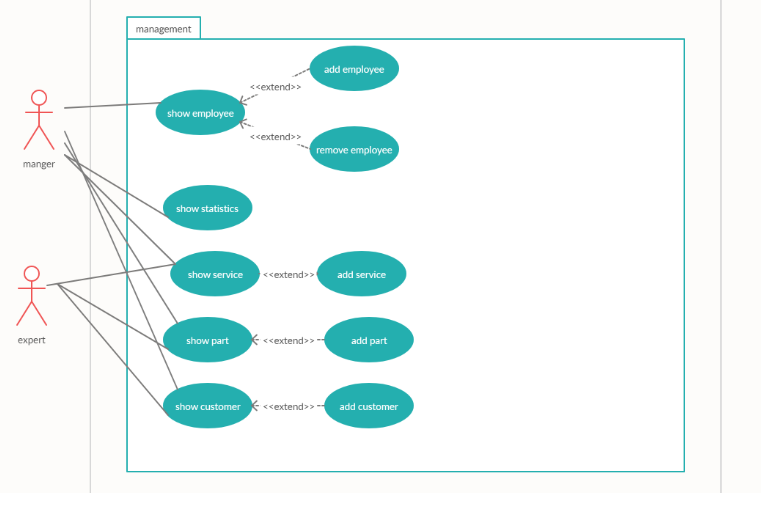 management
add employee
<<extend>>
show employee
<<extend>>
remove employee
manger
show statistics
show service
<<extend>>
add service
expert
show part
<<extend>>
add part
show customer
<<extend>>
add customer